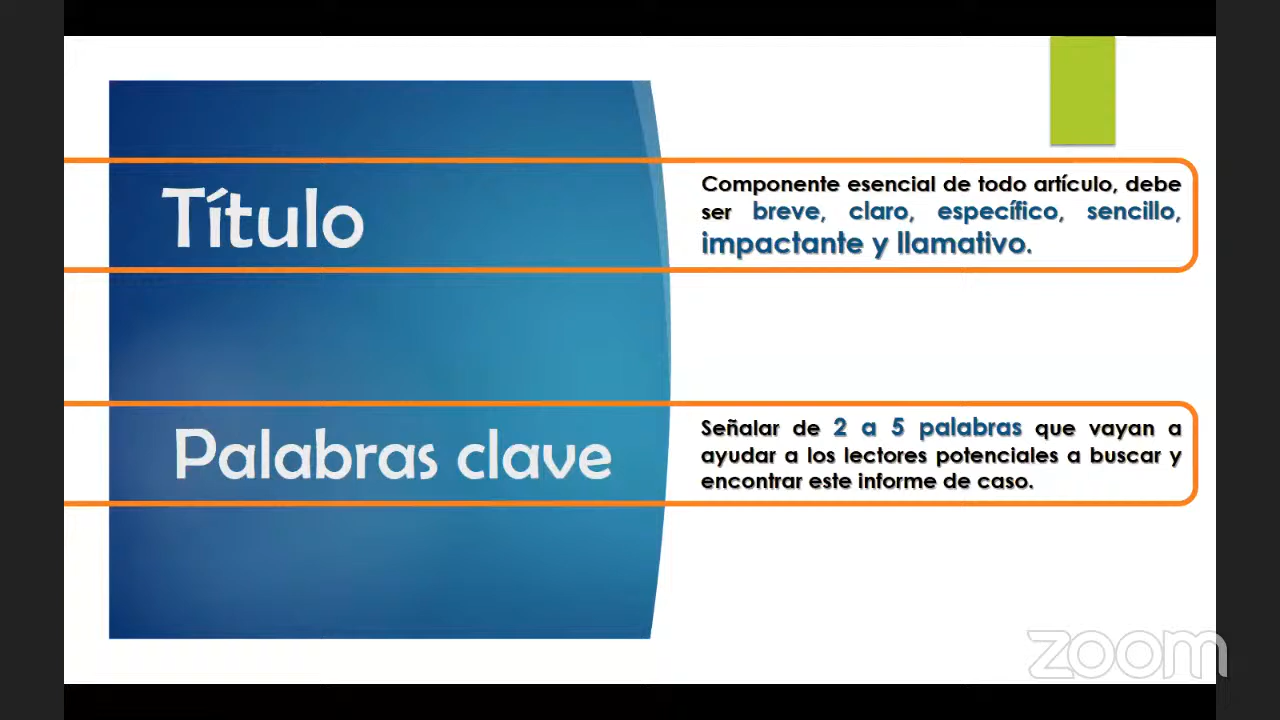 Título
Componente esencial de todo artículo, debe
ser breve, claro, específico, sencillo,
impactante y llamativo.
Palabras clave
Señalar de 2 a 5 palabras que vayan a
ayudar a los lectores potenciales a buscar y
encontrar este informe de caso.
zoom